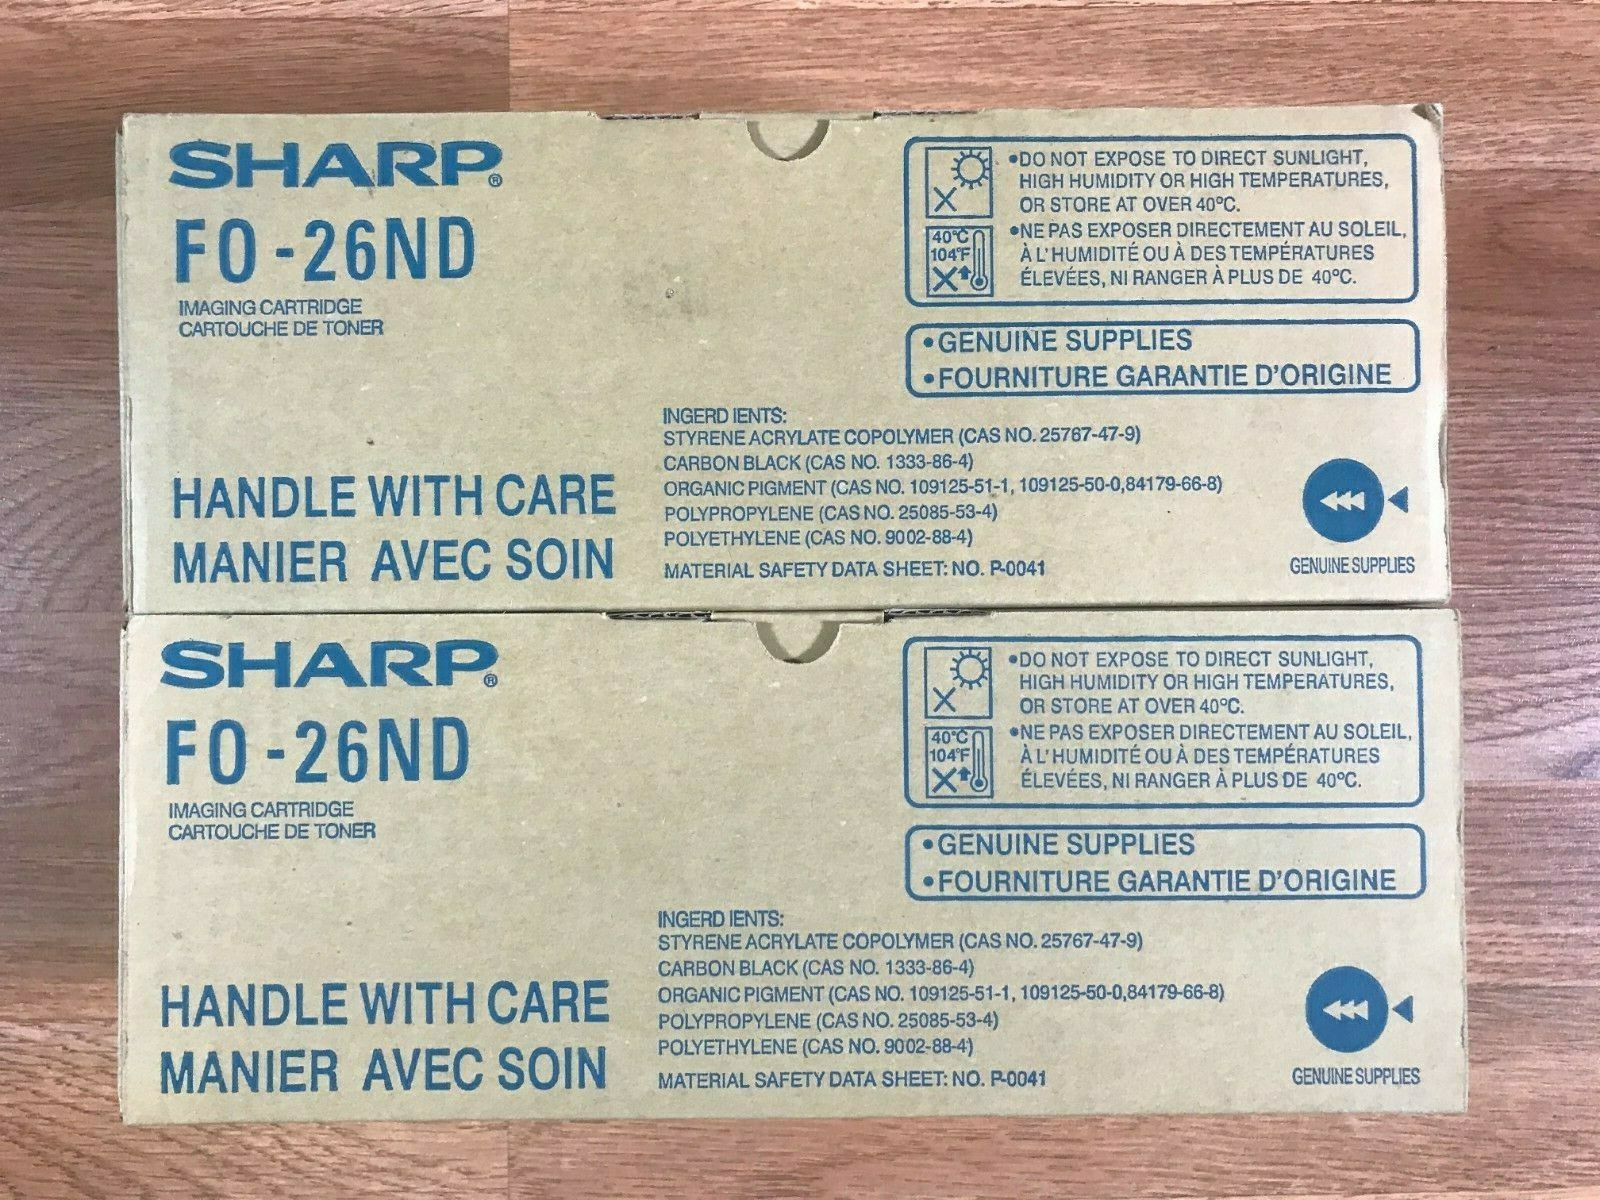 SHARP®
FO-26ND
IMAGING CARTRIDGE
CARTOUCHE DE TONER
HANDLE WITH CARE
MANIER AVEC SOIN
•DO NOT EXPOSE TO DIRECT SUNLIGHT,
HIGH HUMIDITY OR HIGH TEMPERATURES,
OR STORE AT OVER 40°C.
40°C
104°F
•NE PAS EXPOSER DIRECTEMENT AU SOLEIL,
À L'HUMIDITÉ OU À DES TEMPÉRATURES
ÉLEVÉES, NI RANGER À PLUS DE 40°C.
•GENUINE SUPPLIES
•FOURNITURE GARANTIE D'ORIGINE
INGERD IENTS:
STYRENE ACRYLATE COPOLYMER (CAS NO. 25767-47-9)
CARBON BLACK (CAS NO. 1333-86-4)
ORGANIC PIGMENT (CAS NO. 109125-51-1, 109125-50-0,84179-66-8)
POLYPROPYLENE (CAS NO. 25085-53-4)
POLYETHYLENE (CAS NO. 9002-88-4)
MATERIAL SAFETY DATA SHEET: NO. P-0041
GENUINE SUPPLIES
SHARP®
FO-26ND
IMAGING CARTRIDGE
CARTOUCHE DE TONER
HANDLE WITH CARE
MANIER AVEC SOIN
•DO NOT EXPOSE TO DIRECT SUNLIGHT,
HIGH HUMIDITY OR HIGH TEMPERATURES,
OR STORE AT OVER 40°C.
40°C
104°F
•NE PAS EXPOSER DIRECTEMENT AU SOLEIL,
À L'HUMIDITÉ OU À DES TEMPÉRATURES
ÉLEVÉES, NI RANGER À PLUS DE 40°C.
•GENUINE SUPPLIES
•FOURNITURE GARANTIE D'ORIGINE
INGERD IENTS:
STYRENE ACRYLATE COPOLYMER (CAS NO. 25767-47-9)
CARBON BLACK (CAS NO. 1333-86-4)
ORGANIC PIGMENT (CAS NO. 109125-51-1, 109125-50-0,84179-66-8)
POLYPROPYLENE (CAS NO. 25085-53-4)
POLYETHYLENE (CAS NO. 9002-88-4)
MATERIAL SAFETY DATA SHEET: NO. P-0041
GENUINE SUPPLIES